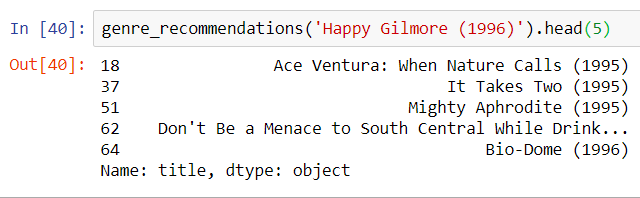 In [40]: genre_recommendations('Happy Gilmore (1996)').head(5)
Out[40]: 18 Ace Ventura: When Nature Calls (1995)
37 It Takes Two (1995)
51 Mighty Aphrodite (1995)
62 Don't Be a Menace to South Central While Drink...
64 Bio-Dome (1996)
Name: title, dtype: object